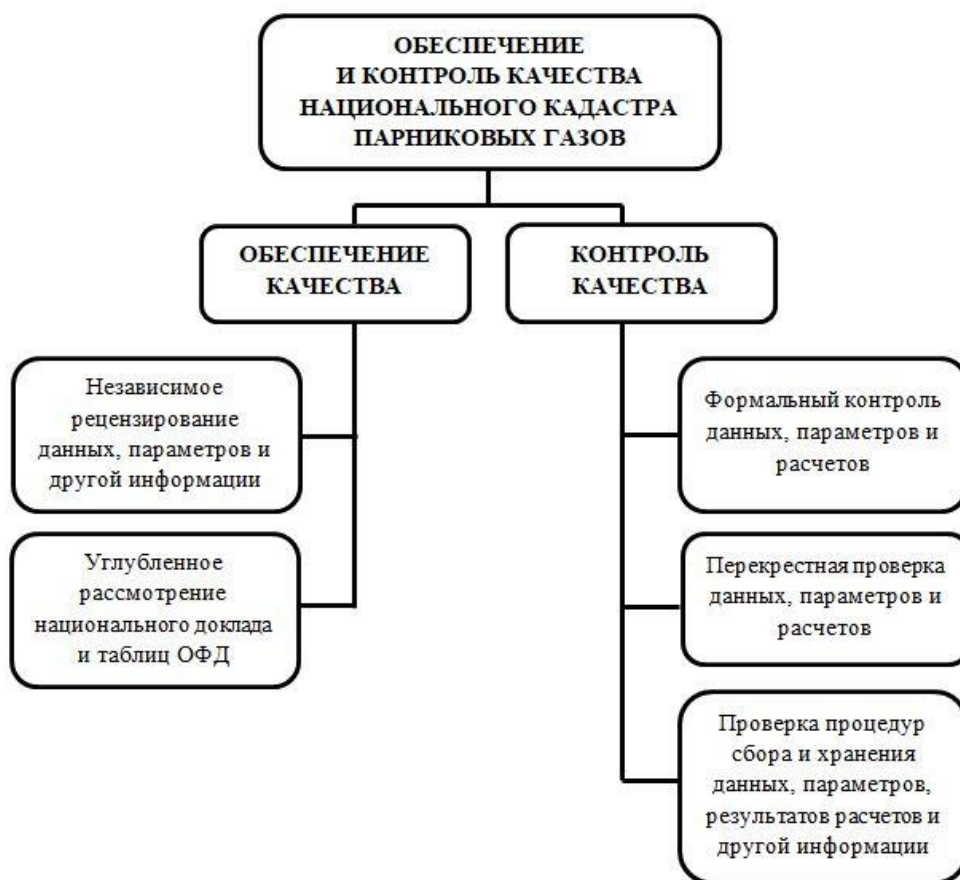 ОБЕСПЕЧЕНИЕ
И КОНТРОЛЬ КАЧЕСТВА
НАЦИОНАЛЬНОГО КАДАСТРА
ПАРНИКОВЫХ ГАЗОВ
ОБЕСПЕЧЕНИЕ
КАЧЕСТВА
КОНТРОЛЬ
КАЧЕСТВА
Независимое
рецензирование
данных, параметров и
другой информации
Углубленное
рассмотрение
национального доклада
и таблиц ОФД
Формальный контроль
данных, параметров и
расчетов
Перекрестная проверка
данных, параметров и
расчетов
Проверка процедур
сбора и хранения
данных, параметров,
результатов расчетов и
другой информации